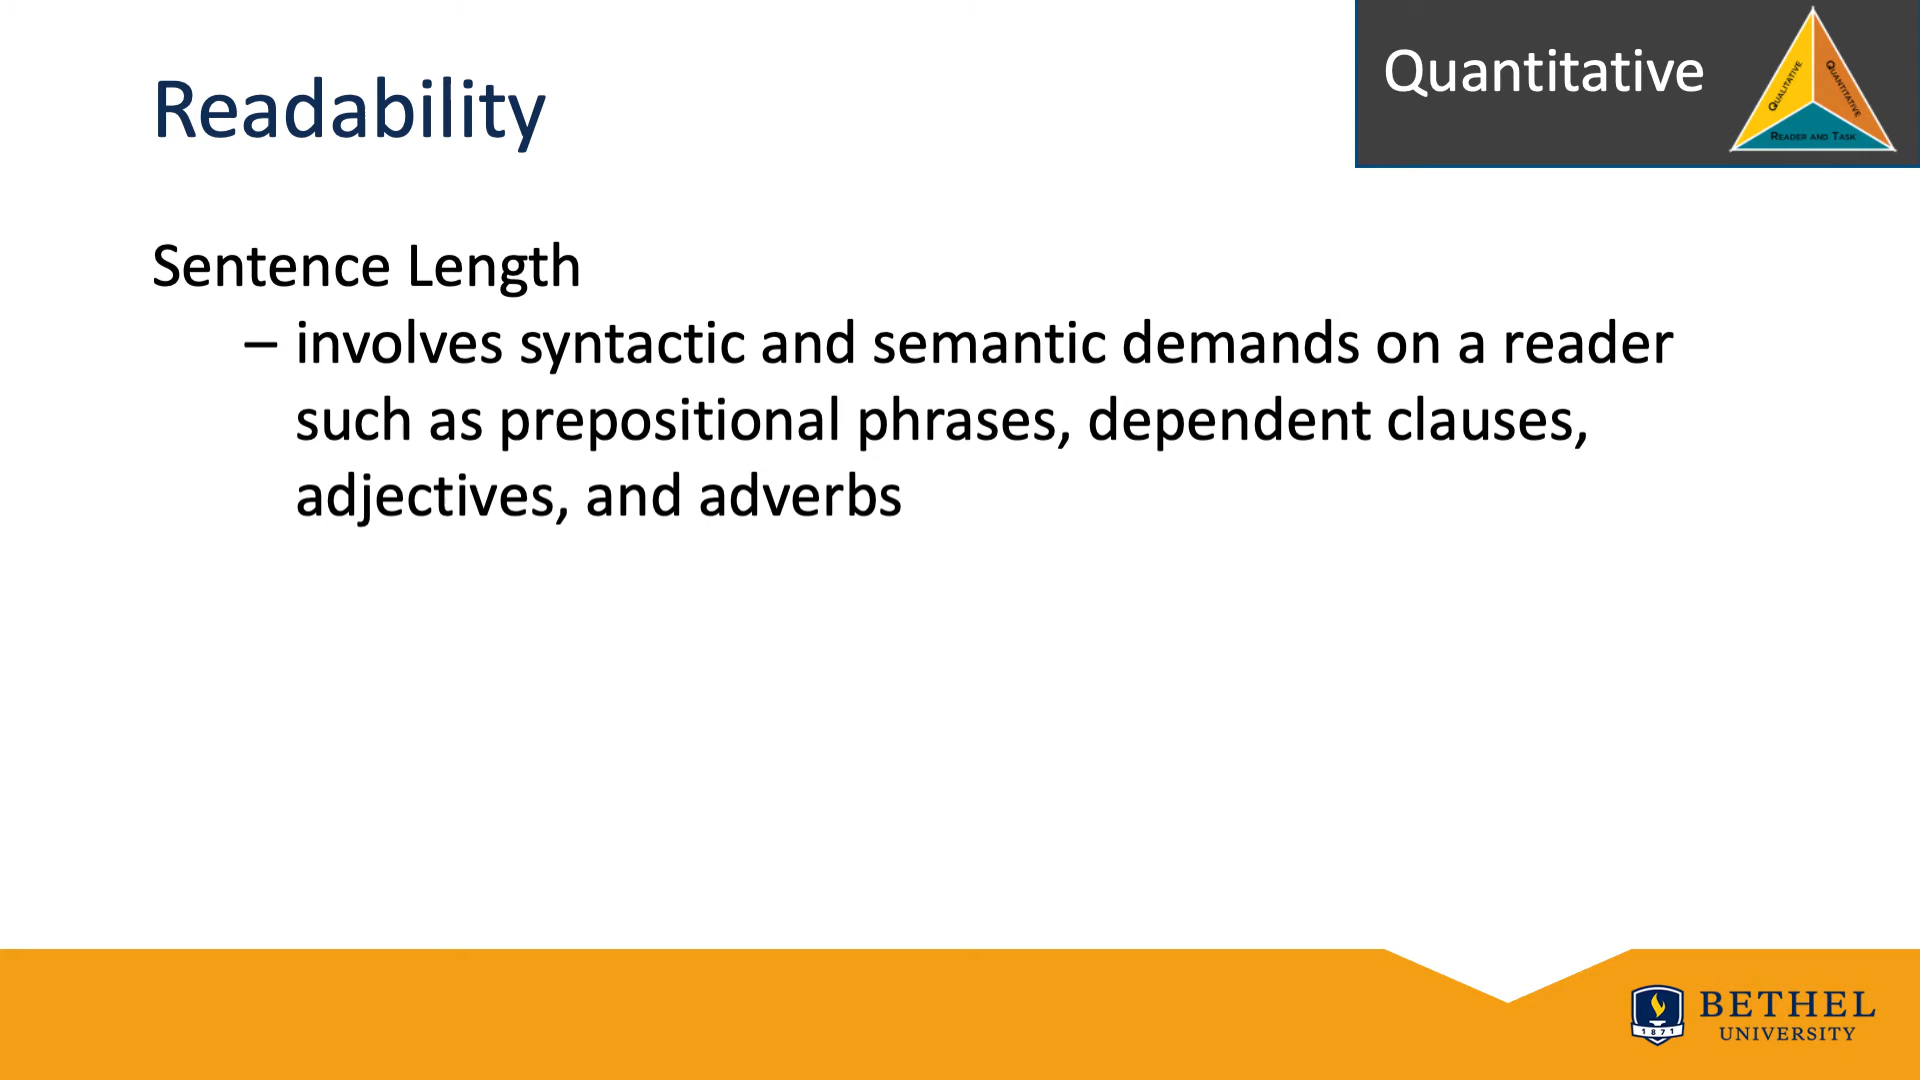 Readability
Quantitative
QUALITATIVE
QUANTITATIVE
READER AND TASK
Sentence Length
– involves syntactic and semantic demands on a reader
such as prepositional phrases, dependent clauses,
adjectives, and adverbs
1871
BETHEL
UNIVERSITY